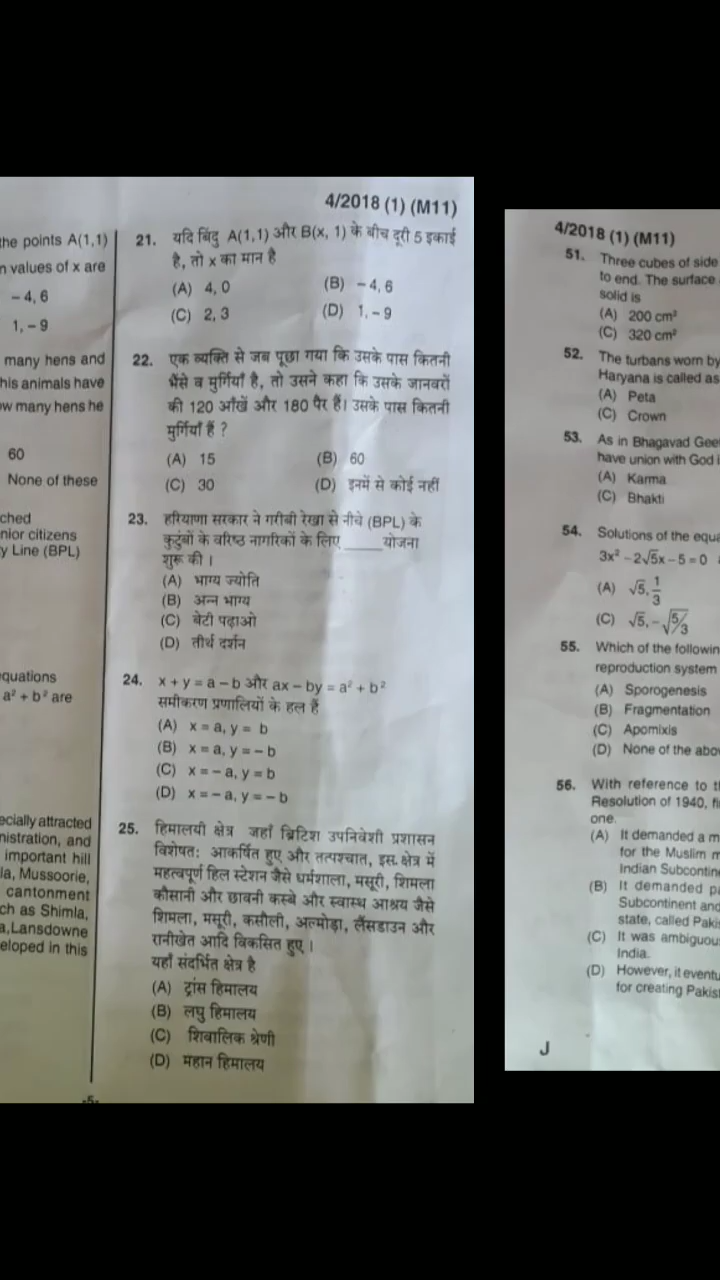 the points A(1,1)
n values of x are
– 4, 6
1, – 9
many hens and
his animals have
ow many hens he
60
None of these
ched
nior citizens
y Line (BPL)
equations
a² + b² are
ecially attracted
nistration, and
important hill
la, Mussoorie,
cantonment
ch as Shimla,
a,Lansdowne
eloped in this
4/2018 (1) (M11)
21. यदि बिंदु A(1,1) और B(x, 1) के बीच दूरी 5 इकाई
है, तो x का मान है
(A) 4, 0 (B) – 4, 6
(C) 2, 3 (D) 1, – 9
22. एक व्यक्ति से जब पूछा गया कि उसके पास कितनी
भैंसे व मुर्गियाँ है, तो उसने कहा कि उसके जानवरों
की 120 आँखें और 180 पैर हैं। उसके पास कितनी
मुर्गियाँ हैं ?
(A) 15 (B) 60
(C) 30 (D) इनमें से कोई नहीं
23. हरियाणा सरकार ने गरीबी रेखा से नीचे (BPL) के
कुटुंबों के वरिष्ठ नागरिकों के लिए _____ योजना
शुरू की ।
(A) भाग्य ज्योति
(B) अन्न भाग्य
(C) बेटी पढ़ाओ
(D) तीर्थ दर्शन
24. x + y = a – b और ax – by = a² + b²
समीकरण प्रणालियों के हल हैं
(A) x = a, y = b
(B) x = a, y = – b
(C) x = – a, y = b
(D) x = – a, y = – b
25. हिमालयी क्षेत्र जहाँ ब्रिटिश उपनिवेशी प्रशासन
विशेषत: आकर्षित हुए और तत्पश्चात, इस क्षेत्र में
महत्वपूर्ण हिल स्टेशन जैसे धर्मशाला, मसूरी, शिमला
कौसानी और छावनी कस्बे और स्वास्थ आश्रय जैसे
शिमला, मसूरी, कसौली, अल्मोड़ा, लैंसडाउन और
रानीखेत आदि विकसित हुए ।
यहाँ संदर्भित क्षेत्र है
(A) ट्रांस हिमालय
(B) लघु हिमालय
(C) शिवालिक श्रेणी
(D) महान हिमालय
-5-
4/2018 (1) (M11)
51. Three cubes of side
to end. The surface
solid is
(A) 200 cm²
(C) 320 cm²
52. The turbans worn by
Haryana is called as
(A) Peta
(C) Crown
53. As in Bhagavad Gee
have union with God i
(A) Karma
(C) Bhakti
54. Solutions of the equa
3x² – 2√5x – 5 = 0
(A) √5, 1/3
(C) √5, –√5/3
55. Which of the followin
reproduction system
(A) Sporogenesis
(B) Fragmentation
(C) Apomixis
(D) None of the abov
56. With reference to t
Resolution of 1940, fi
one.
(A) It demanded a m
for the Muslim m
Indian Subcontine
(B) It demanded pa
Subcontinent and
state, called Pakis
(C) It was ambiguous
India.
(D) However, it eventu
for creating Pakist
J